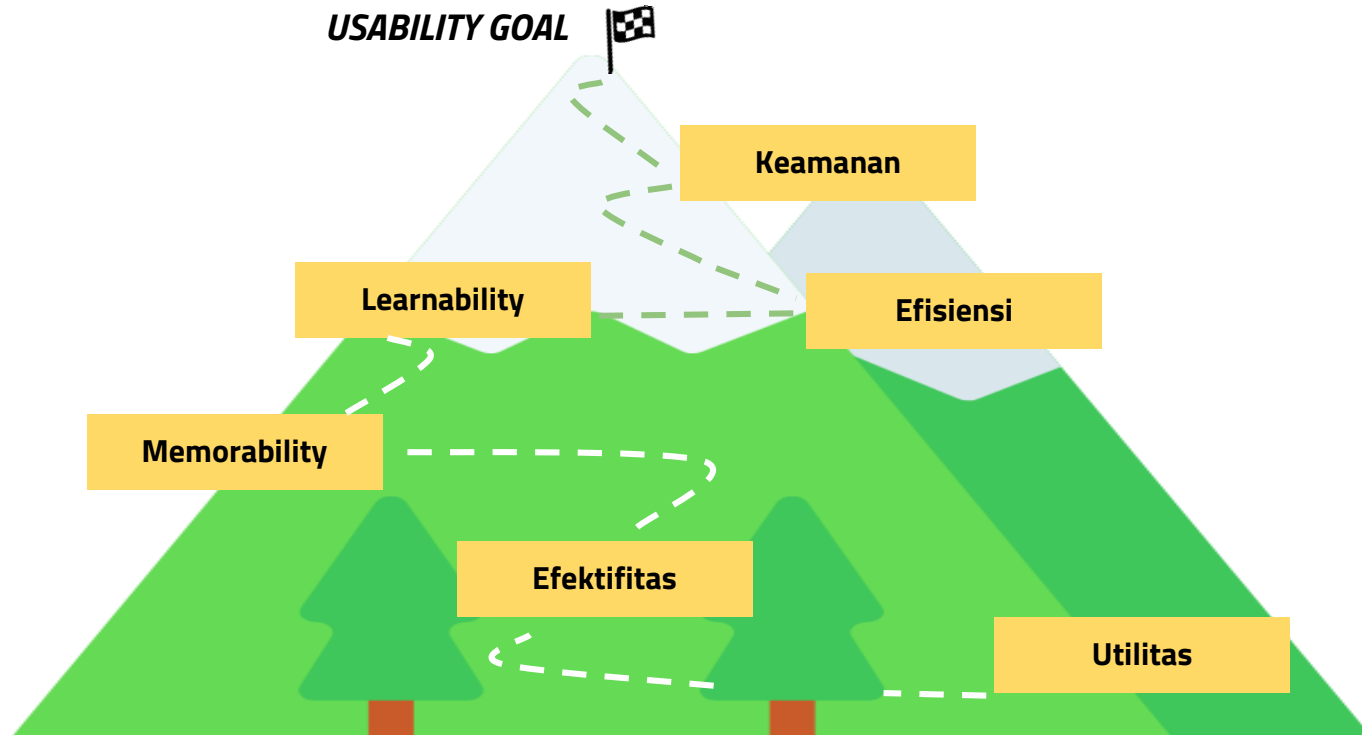 USABILITY GOAL
Keamanan
Learnability
Efisiensi
Memorability
Efektifitas
Utilitas